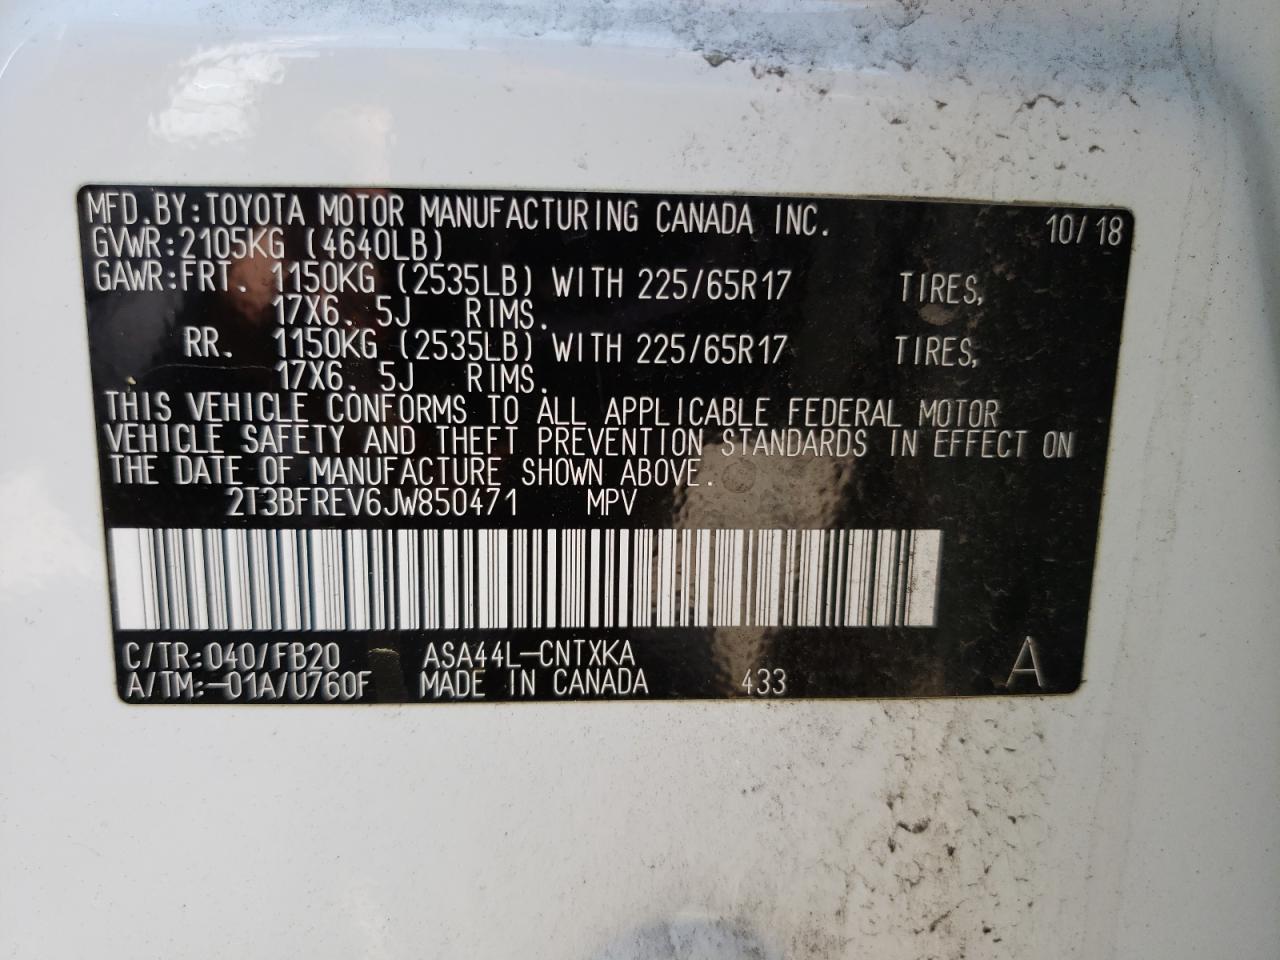 MFD.BY:TOYOTA MOTOR MANUFACTURING CANADA INC. 10/18
GVWR:2105KG (4640LB)
GAWR:FRT. 1150KG (2535LB) WITH 225/65R17 TIRES,
17X6. 5J RIMS.
RR. 1150KG (2535LB) WITH 225/65R17 TIRES,
17X6. 5J RIMS.
THIS VEHICLE CONFORMS TO ALL APPLICABLE FEDERAL MOTOR
VEHICLE SAFETY AND THEFT PREVENTION STANDARDS IN EFFECT ON
THE DATE OF MANUFACTURE SHOWN ABOVE.
2T3BFREV6JW850471 MPV
C/TR:040/FB20 ASA44L-CNTXKA A
A/TM:-01A/U760F MADE IN CANADA 433